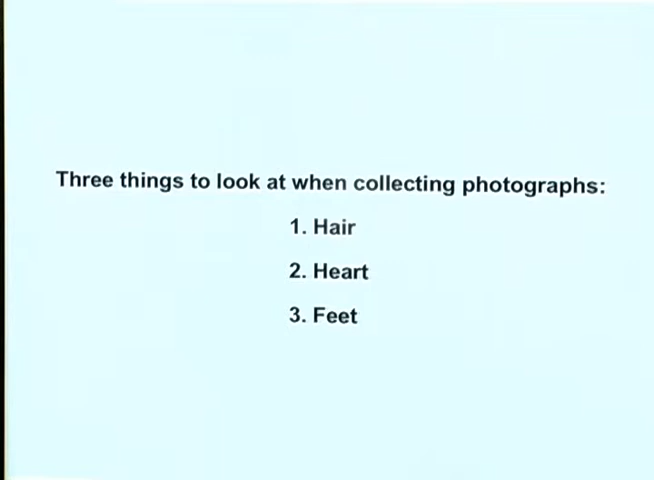 Three things to look at when collecting photographs:
1. Hair
2. Heart
3. Feet